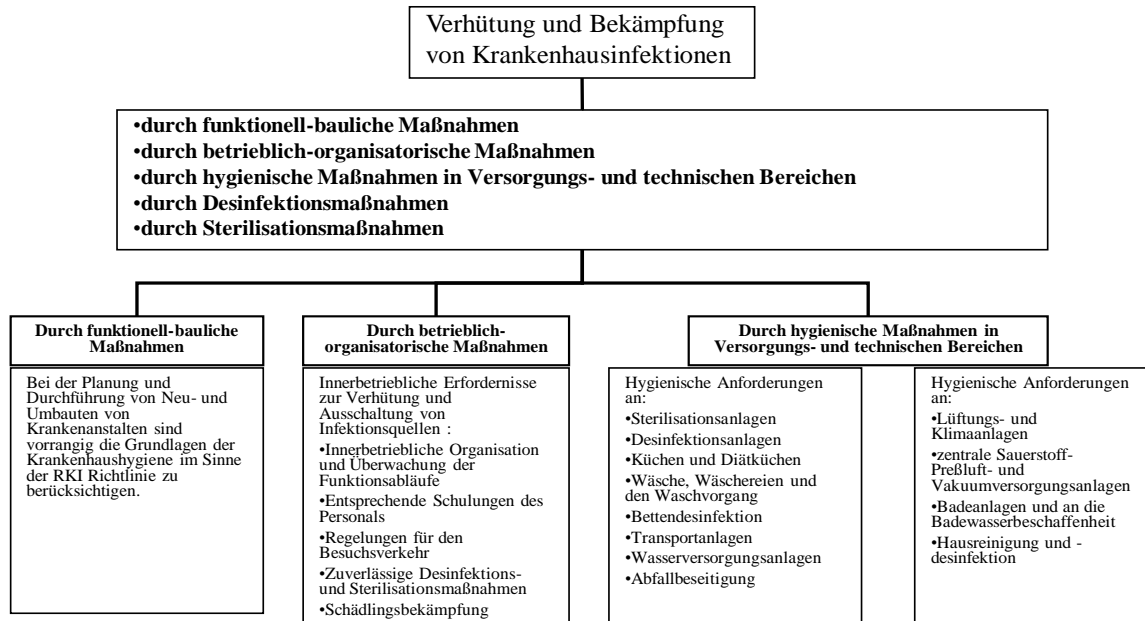 Verhütung und Bekämpfung
von Krankenhausinfektionen
•durch funktionell-bauliche Maßnahmen
•durch betrieblich-organisatorische Maßnahmen
•durch hygienische Maßnahmen in Versorgungs- und technischen Bereichen
•durch Desinfektionsmaßnahmen
•durch Sterilisationsmaßnahmen
Durch funktionell-bauliche
Maßnahmen
Bei der Planung und
Durchführung von Neu- und
Umbauten von
Krankenanstalten sind
vorrangig die Grundlagen der
Krankenhaushygiene im Sinne
der RKI Richtlinie zu
berücksichtigen.
Durch betrieblich-
organisatorische Maßnahmen
Innerbetriebliche Erfordernisse
zur Verhütung und
Ausschaltung von
Infektionsquellen :
•Innerbetriebliche Organisation
und Überwachung der
Funktionsabläufe
•Entsprechende Schulungen des
Personals
•Regelungen für den
Besuchsverkehr
•Zuverlässige Desinfektions-
und Sterilisationsmaßnahmen
•Schädlingsbekämpfung
Durch hygienische Maßnahmen in
Versorgungs- und technischen Bereichen
Hygienische Anforderungen
an:
•Sterilisationsanlagen
•Desinfektionsanlagen
•Küchen und Diätküchen
•Wäsche, Wäschereien und
den Waschvorgang
•Bettendesinfektion
•Transportanlagen
•Wasserversorgungsanlagen
•Abfallbeseitigung
Hygienische Anforderungen
an:
•Lüftungs- und
Klimaanlagen
•zentrale Sauerstoff-
Preßluft- und
Vakuumversorgungsanlagen
•Badeanlagen und an die
Badewasserbeschaffenheit
•Hausreinigung und -
desinfektion